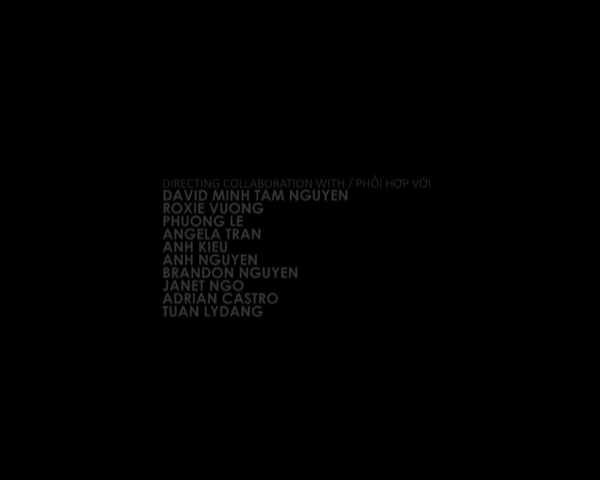 DIRECTING COLLABORATION WITH / PHỐI HỢP VỚI
DAVID MINH TAM NGUYEN
ROXIE VUONG
PHUONG LE
ANGELA TRAN
ANH KIEU
ANH NGUYEN
BRANDON NGUYEN
JANET NGO
ADRIAN CASTRO
TUAN LYDANG